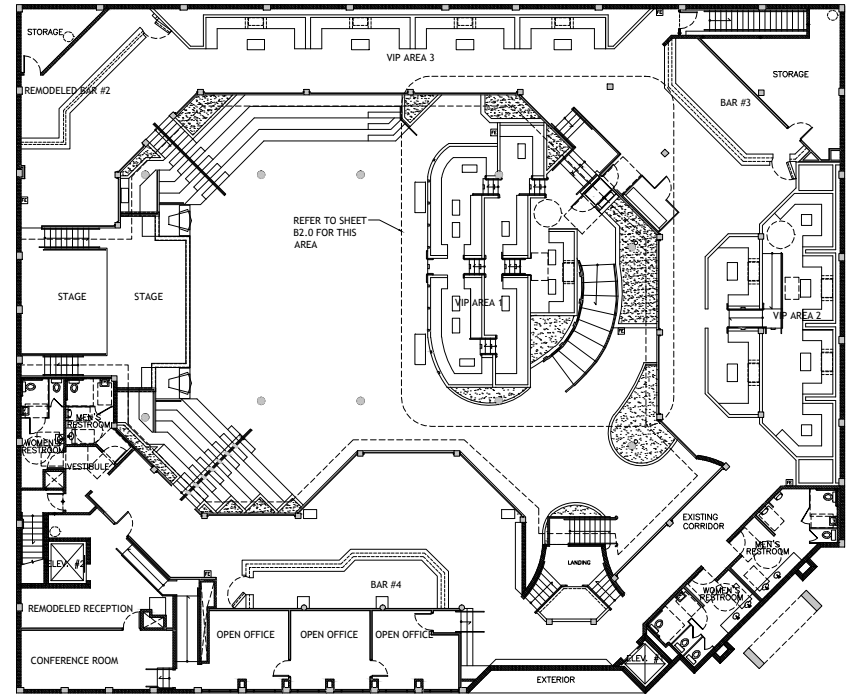 STORAGE
VIP AREA 3
STORAGE
REMODELED BAR #2
BAR #3
REFER TO SHEET
B2.0 FOR THIS
AREA
STAGE
STAGE
VIP AREA 1
VIP AREA 2
MEN'S
RESTROOM
WOMEN'S
RESTROOM
VESTIBULE
EXISTING
CORRIDOR
MEN'S
RESTROOM
ELEV. #2
LANDING
BAR #4
WOMEN'S
RESTROOM
REMODELED RECEPTION
OPEN OFFICE
OPEN OFFICE
OPEN OFFICE
CONFERENCE ROOM
ELEV. #
EXTERIOR